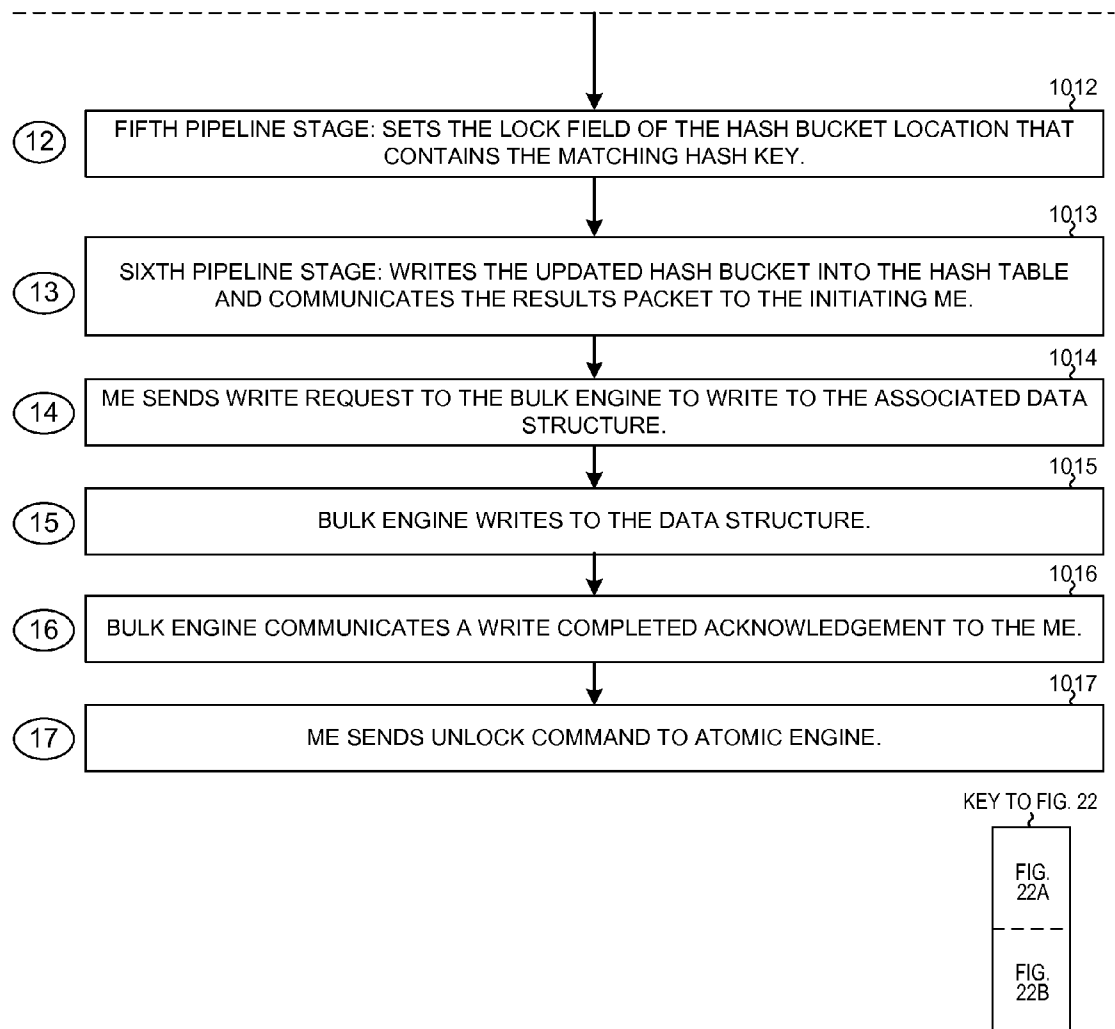 1012
12
FIFTH PIPELINE STAGE: SETS THE LOCK FIELD OF THE HASH BUCKET LOCATION THAT
CONTAINS THE MATCHING HASH KEY.
1013
13
SIXTH PIPELINE STAGE: WRITES THE UPDATED HASH BUCKET INTO THE HASH TABLE
AND COMMUNICATES THE RESULTS PACKET TO THE INITIATING ME.
1014
14
ME SENDS WRITE REQUEST TO THE BULK ENGINE TO WRITE TO THE ASSOCIATED DATA
STRUCTURE.
1015
15
BULK ENGINE WRITES TO THE DATA STRUCTURE.
1016
16
BULK ENGINE COMMUNICATES A WRITE COMPLETED ACKNOWLEDGEMENT TO THE ME.
1017
17
ME SENDS UNLOCK COMMAND TO ATOMIC ENGINE.
KEY TO FIG. 22
FIG.
22A
FIG.
22B